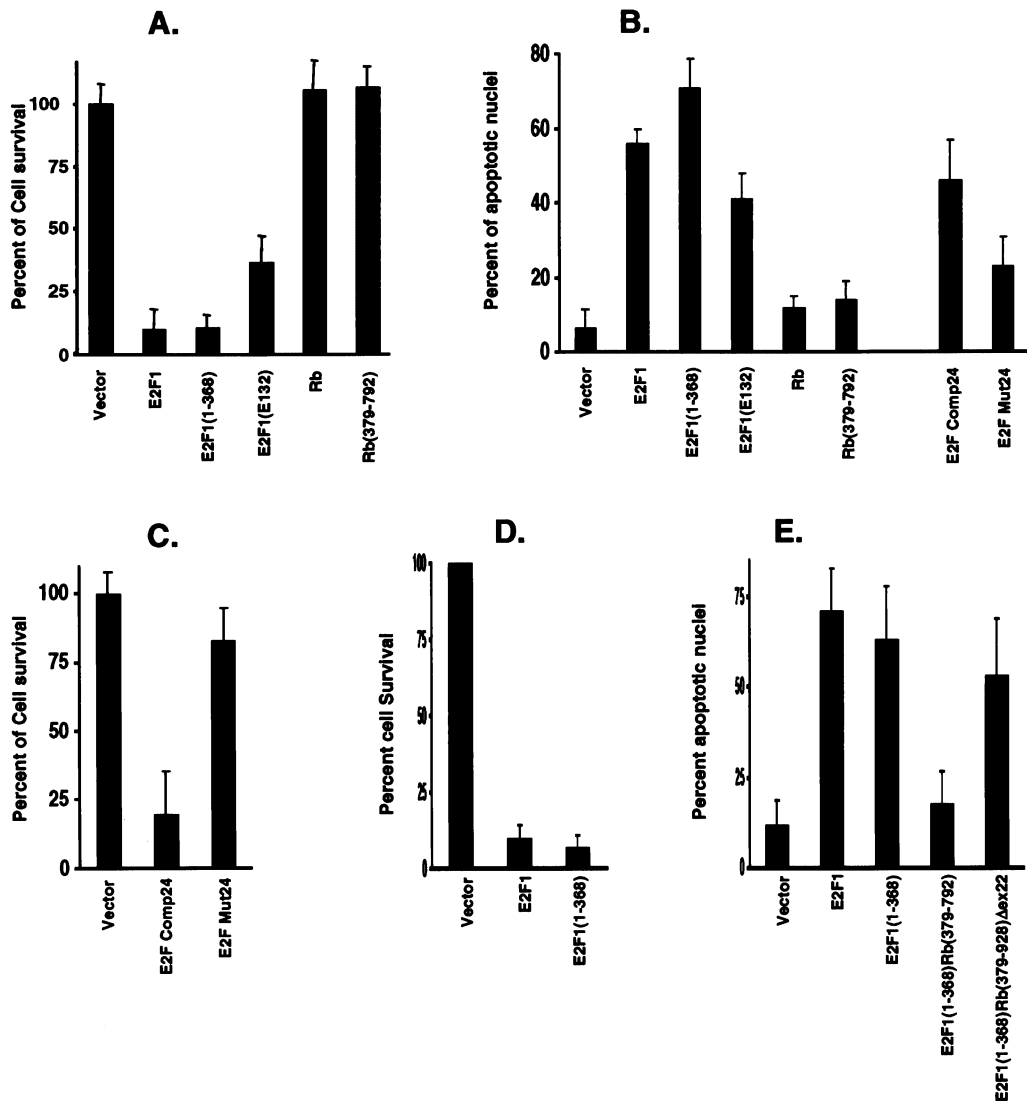 A.
Percent of Cell survival
100
75
50
25
0
Vector
E2F1
E2F1(1-368)
E2F1(E132)
Rb
Rb(379-792)
B.
Percent of apoptotic nuclei
80
60
40
20
0
Vector
E2F1
E2F1(1-368)
E2F1(E132)
Rb
Rb(379-792)
E2F Comp24
E2F Mut24
C.
Percent of Cell survival
100
75
50
25
0
Vector
E2F Comp24
E2F Mut24
D.
Percent cell Survival
100
75
50
25
0
Vector
E2F1
E2F1(1-368)
E.
Percent apoptotic nuclei
75
50
25
0
Vector
E2F1
E2F1(1-368)
E2F1(1-368)Rb(379-792)
E2F1(1-368)Rb(379-928)Δex22